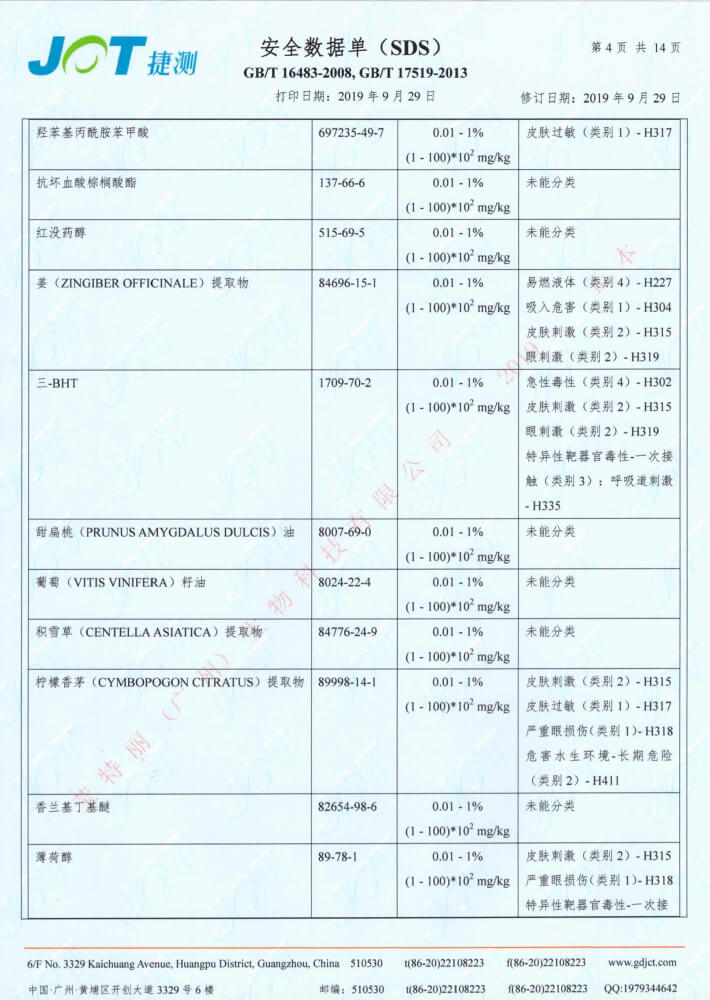 JCT 捷测
安全数据单（SDS）
第 4 页 共 14 页
GB/T 16483-2008, GB/T 17519-2013
打印日期：2019 年 9 月 29 日
修订日期：2019 年 9 月 29 日
羟苯基丙酰胺苯甲酸 697235-49-7 0.01 - 1% 皮肤过敏（类别 1）- H317
(1 - 100)*10² mg/kg
抗坏血酸棕榈酸酯 137-66-6 0.01 - 1% 未能分类
(1 - 100)*10² mg/kg
红没药醇 515-69-5 0.01 - 1% 未能分类
(1 - 100)*10² mg/kg
姜（ZINGIBER OFFICINALE）提取物 84696-15-1 0.01 - 1% 易燃液体（类别 4）- H227
(1 - 100)*10² mg/kg 吸入危害（类别 1）- H304
皮肤刺激（类别 2）- H315
眼刺激（类别 2）- H319
三-BHT 1709-70-2 0.01 - 1% 急性毒性（类别 4）- H302
(1 - 100)*10² mg/kg 皮肤刺激（类别 2）- H315
眼刺激（类别 2）- H319
特异性靶器官毒性-一次接
触（类别 3）：呼吸道刺激
- H335
甜扁桃（PRUNUS AMYGDALUS DULCIS）油 8007-69-0 0.01 - 1% 未能分类
(1 - 100)*10² mg/kg
葡萄（VITIS VINIFERA）籽油 8024-22-4 0.01 - 1% 未能分类
(1 - 100)*10² mg/kg
积雪草（CENTELLA ASIATICA）提取物 84776-24-9 0.01 - 1% 未能分类
(1 - 100)*10² mg/kg
柠檬香茅（CYMBOPOGON CITRATUS）提取物 89998-14-1 0.01 - 1% 皮肤刺激（类别 2）- H315
(1 - 100)*10² mg/kg 皮肤过敏（类别 1）- H317
严重眼损伤(类别 1)- H318
危害水生环境-长期危险
（类别 2）- H411
香兰基丁基醚 82654-98-6 0.01 - 1% 未能分类
(1 - 100)*10² mg/kg
薄荷醇 89-78-1 0.01 - 1% 皮肤刺激（类别 2）- H315
(1 - 100)*10² mg/kg 严重眼损伤(类别 1)- H318
特异性靶器官毒性-一次接
6/F No. 3329 Kaichuang Avenue, Huangpu District, Guangzhou, China 510530 t(86-20)22108223 f(86-20)22108223 www.gdjct.com
中国·广州·黄埔区开创大道 3329 号 6 楼 邮编：510530 t(86-20)22108223 f(86-20)22108223 QQ:1979344642